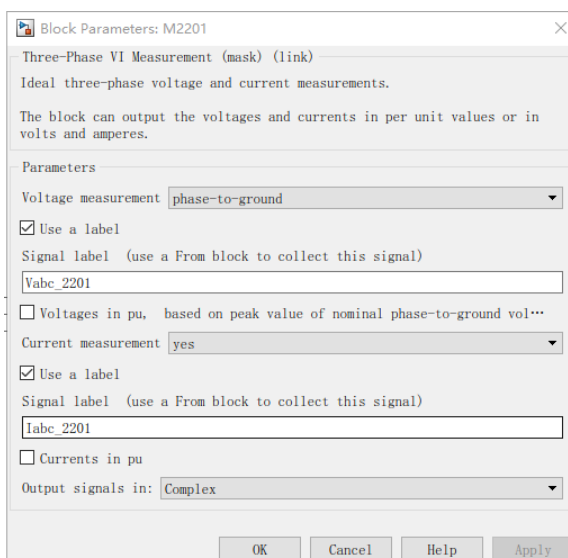 Block Parameters: M2201
Three-Phase VI Measurement (mask) (link)
Ideal three-phase voltage and current measurements.
The block can output the voltages and currents in per unit values or in
volts and amperes.
Parameters
Voltage measurement phase-to-ground
Use a label
Signal label (use a From block to collect this signal)
Vabc_2201
Voltages in pu, based on peak value of nominal phase-to-ground vol…
Current measurement yes
Use a label
Signal label (use a From block to collect this signal)
Iabc_2201
Currents in pu
Output signals in: Complex
OK Cancel Help Apply